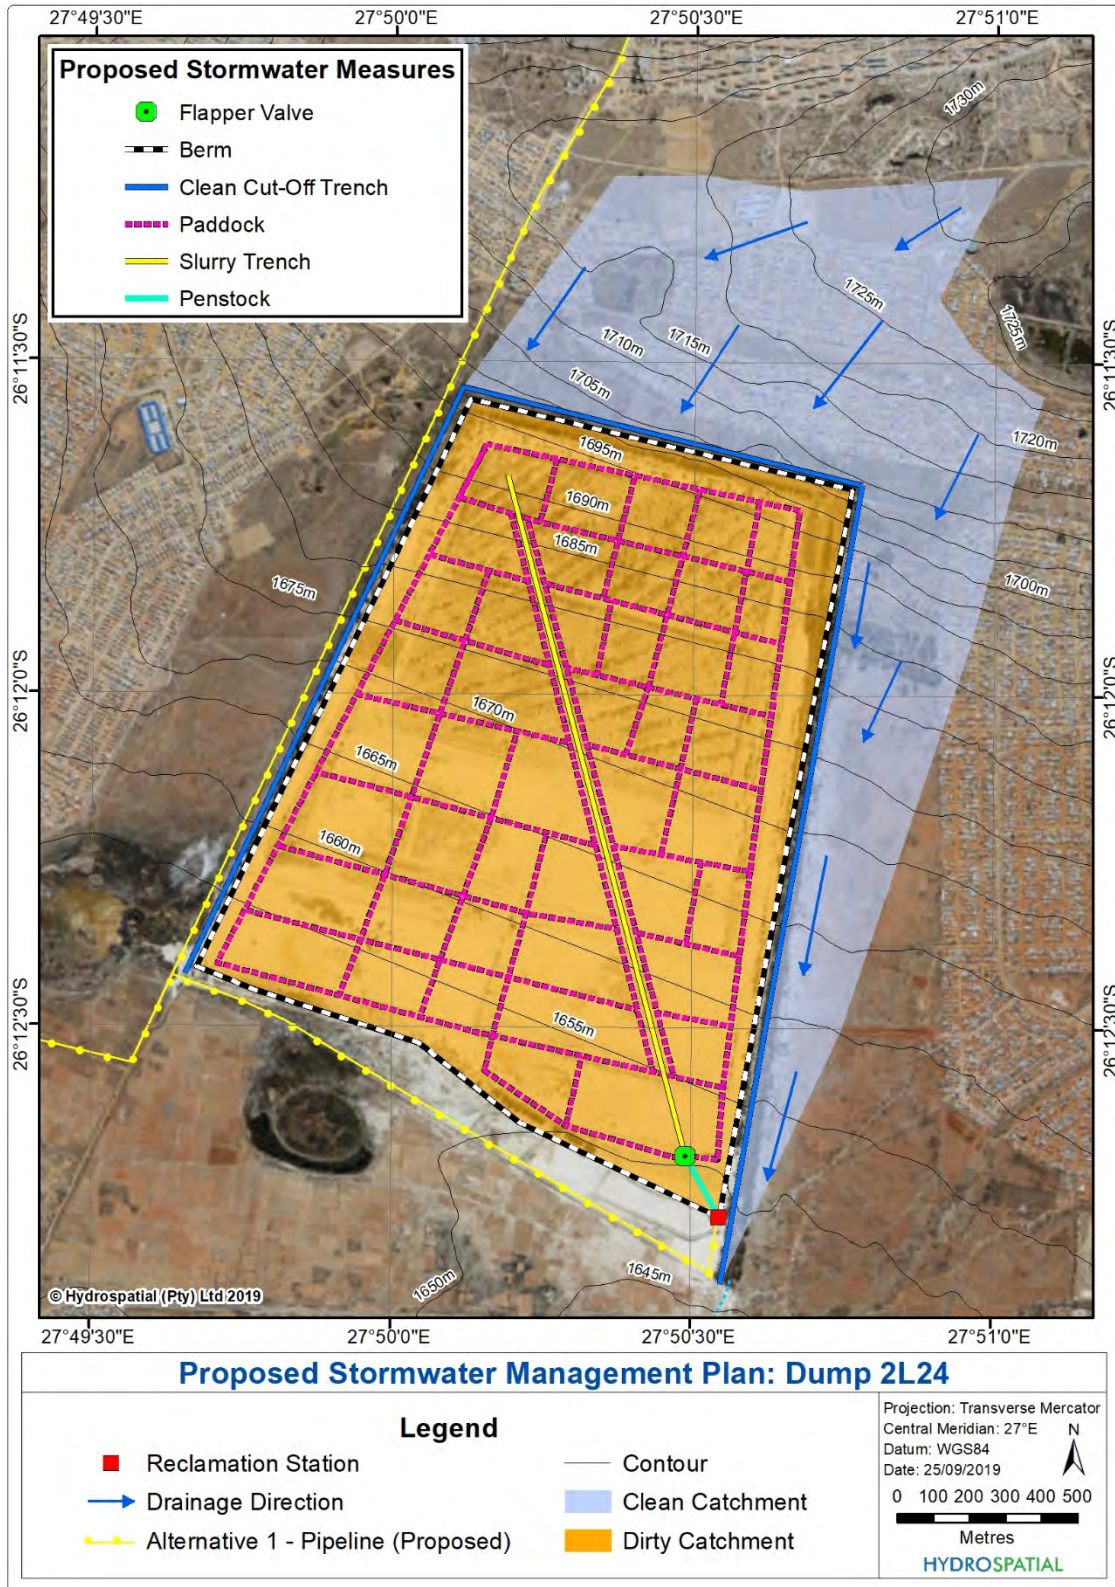 27°49'30"E 27°50'0"E 27°50'30"E 27°51'0"E
Proposed Stormwater Measures
Flapper Valve
Berm
Clean Cut-Off Trench
Paddock
Slurry Trench
Penstock
1730m
1725m
1725m
1715m
1710m
26°11'30"S 26°11'30"S
1705m
1720m
1695m
1690m
1685m
1700m
1675m
26°12'0"S 26°12'0"S
1670m
1665m
1660m
26°12'30"S 26°12'30"S
1655m
1650m
1645m
© Hydrospatial (Pty) Ltd 2019
27°49'30"E 27°50'0"E 27°50'30"E 27°51'0"E
Proposed Stormwater Management Plan: Dump 2L24
Legend
Reclamation Station
Drainage Direction
Alternative 1 - Pipeline (Proposed)
Contour
Clean Catchment
Dirty Catchment
Projection: Transverse Mercator
Central Meridian: 27°E
Datum: WGS84
Date: 25/09/2019
N
0 100 200 300 400 500
Metres
HYDROSPATIAL